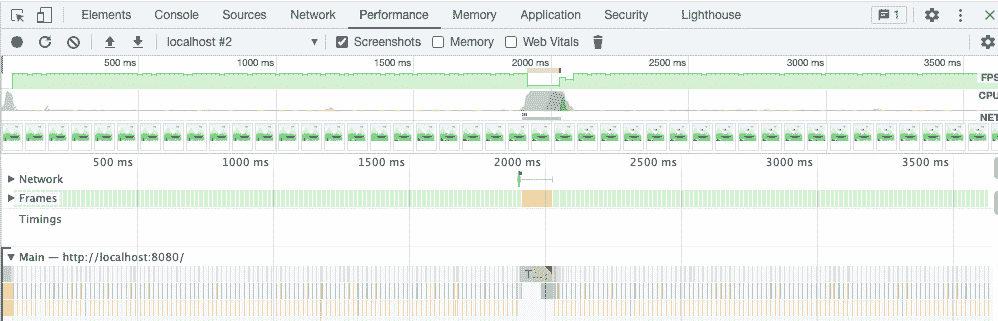 Elements Console Sources Network Performance Memory Application Security Lighthouse 1
localhost #2 Screenshots Memory Web Vitals
500 ms 1000 ms 1500 ms 2000 ms 2500 ms 3000 ms 3500 ms
FPS
CPU
NET
500 ms 1000 ms 1500 ms 2000 ms 2500 ms 3000 ms 3500 ms
Network
Frames
Timings
Main — http://localhost:8080/
T...